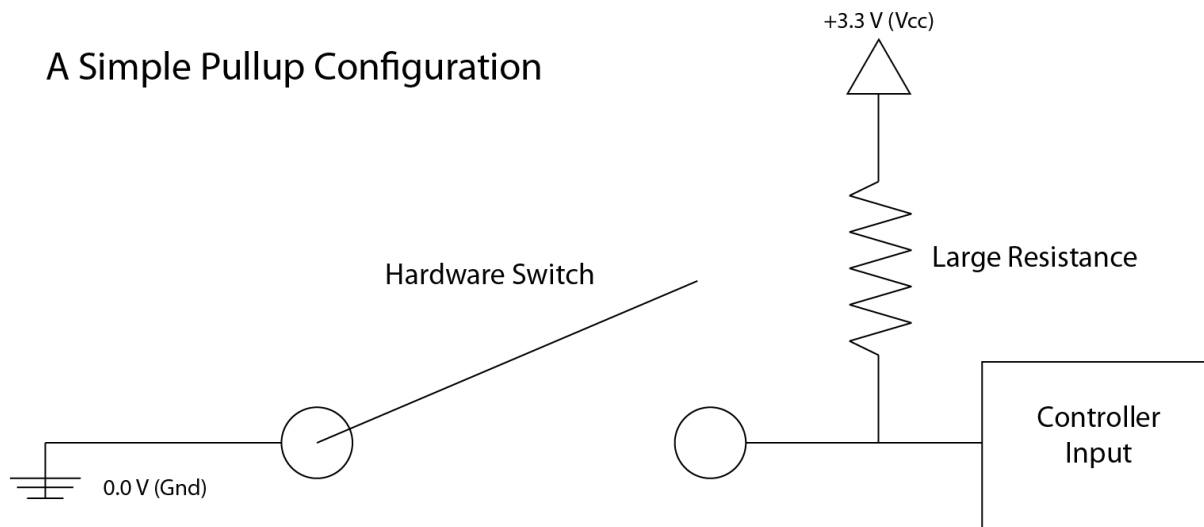 +3.3 V (Vcc)
A Simple Pullup Configuration
Hardware Switch
Large Resistance
Controller
Input
0.0 V (Gnd)